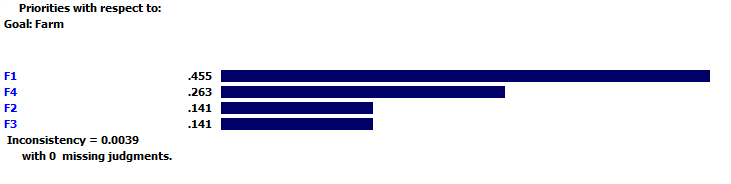 Priorities with respect to:
Goal: Farm
F1 .455
F4 .263
F2 .141
F3 .141
Inconsistency = 0.0039
with 0 missing judgments.